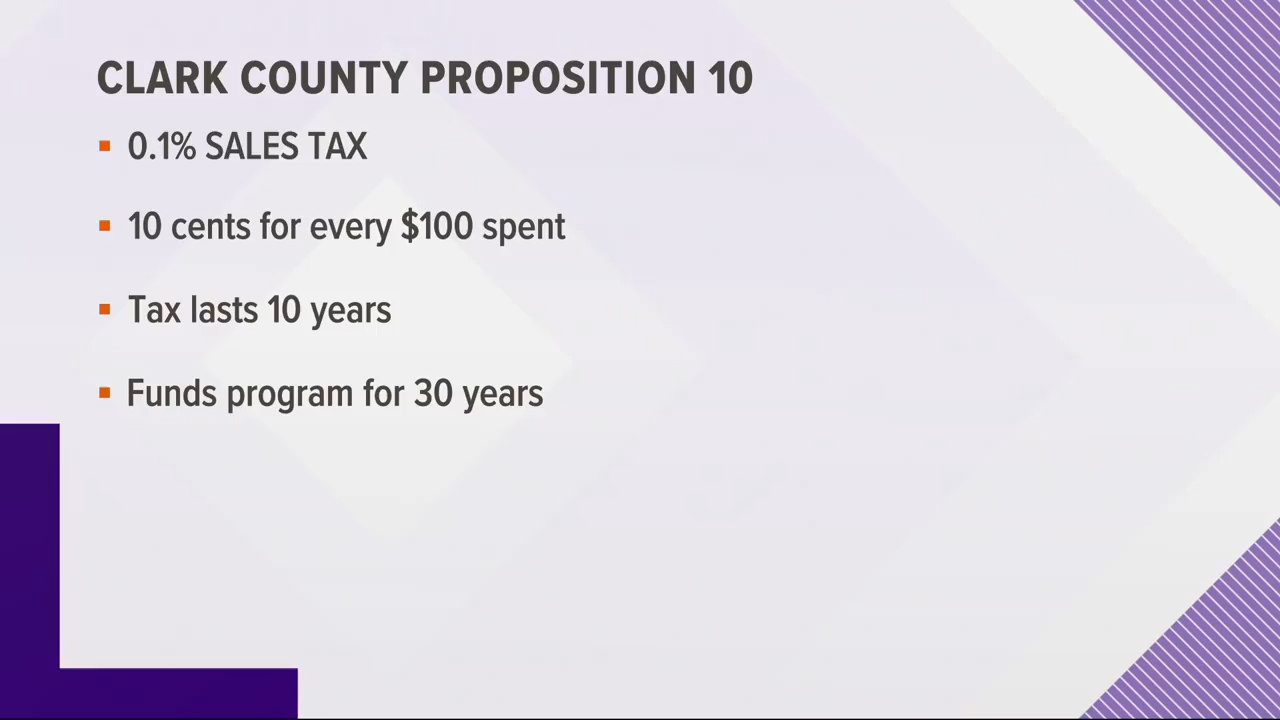 CLARK COUNTY PROPOSITION 10
0.1% SALES TAX
10 cents for every $100 spent
Tax lasts 10 years
Funds program for 30 years